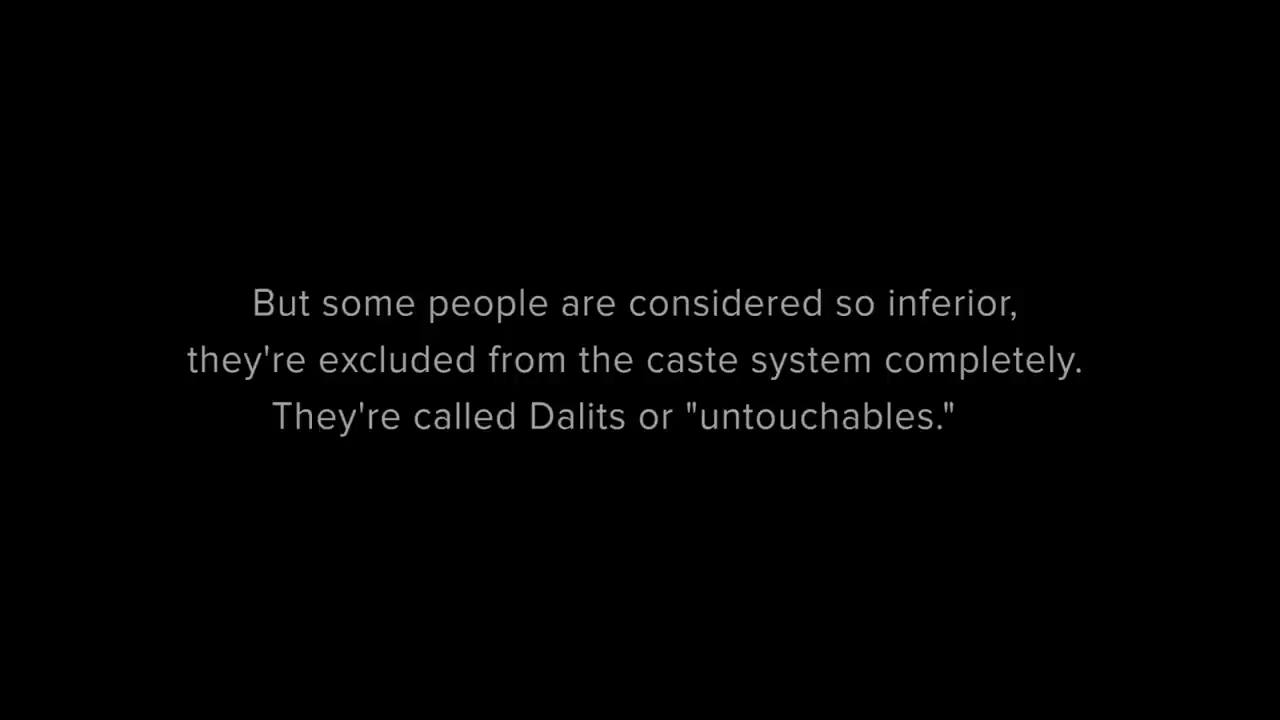 But some people are considered so inferior,
they're excluded from the caste system completely.
They're called Dalits or "untouchables."